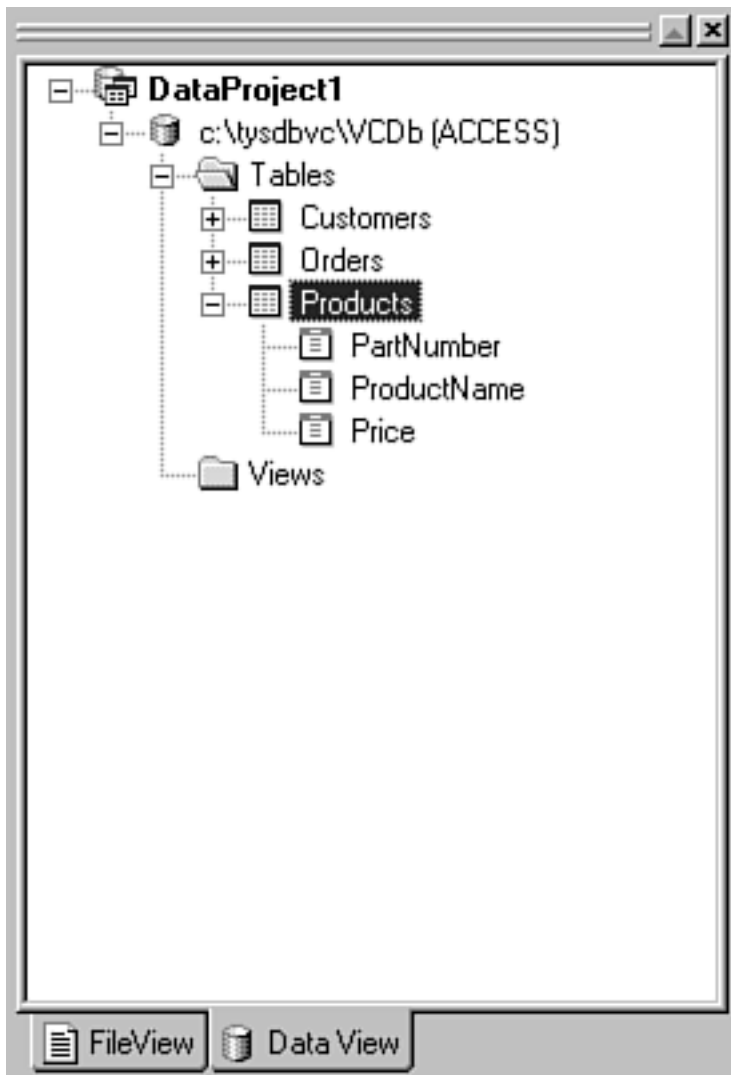 DataProject1
c:\tysdbvc\VCDb (ACCESS)
Tables
Customers
Orders
Products
PartNumber
ProductName
Price
Views
FileView
Data View